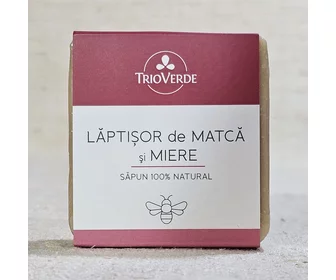 TRIOVERDE
LĂPTIȘOR de MATCĂ
și MIERE
SĂPUN 100% NATURAL